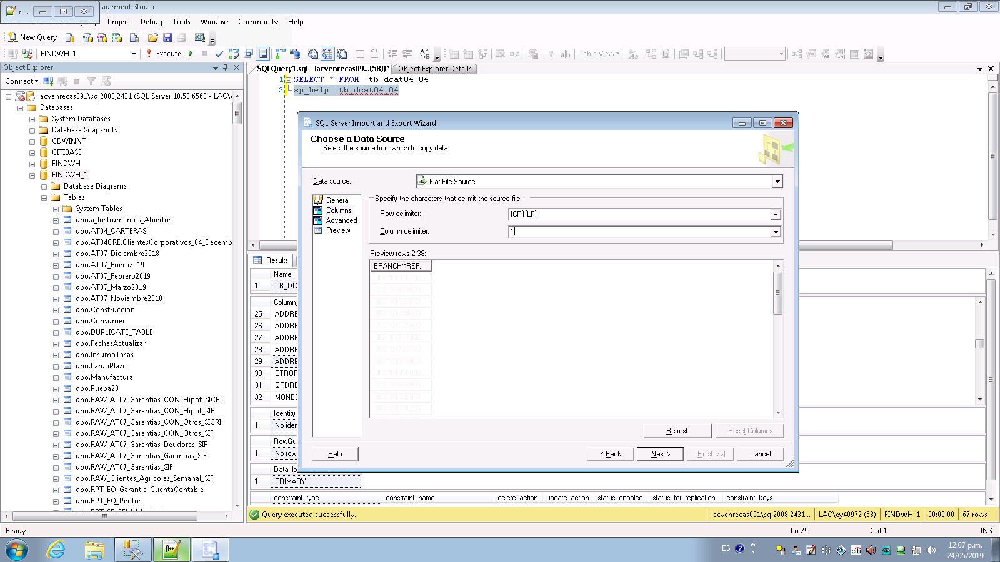 n...
anagement Studio
Query
Project
Debug
Tools
Window
Community
Help
New Query
FINDWH_1
Execute
Table View
Object Explorer
Connect
lacvenrecas091\sql2008,2431 (SQL Server 10.50.6560 - LAC\
Databases
System Databases
Database Snapshots
CDWINNT
CITIBASE
FINDWH
FINDWH_1
Database Diagrams
Tables
System Tables
dbo.a_Instrumentos_Abiertos
dbo.AT04_CARTERAS
dbo.AT04CRE.ClientesCorporativos_04_Decemb
dbo.AT07_Diciembre2018
dbo.AT07_Enero2019
dbo.AT07_Febrero2019
dbo.AT07_Marzo2019
dbo.AT07_Noviembre2018
dbo.Construccion
dbo.Consumer
dbo.DUPLICATE_TABLE
dbo.FechasActualizar
dbo.InsumoTasas
dbo.LargoPlazo
dbo.Manufactura
dbo.Pueba28
dbo.RAW_AT07_Garantias_CON_Hipot_SICRI
dbo.RAW_AT07_Garantias_CON_Hipot_SIF
dbo.RAW_AT07_Garantias_CON_Otros_SICRI
dbo.RAW_AT07_Garantias_CON_Otros_SIF
dbo.RAW_AT07_Garantias_Deudores_SIF
dbo.RAW_AT07_Garantias_Garantias_SIF
dbo.RAW_AT07_Garantias_SIF
dbo.RAW_Clientes_Agricolas_Semanal_SIF
dbo.RPT_EQ_Garantia_CuentaContable
dbo.RPT_EQ_Peritos
SQLQuery1.sql - lacvenrecas09...(58))*
Object Explorer Details
1 SELECT * FROM tb_dcat04_04
2 sp_help tb_dcat04_04
SQL Server Import and Export Wizard
Choose a Data Source
Select the source from which to copy data.
Data source:
Flat File Source
General
Columns
Advanced
Preview
Specify the characters that delimit the source file:
Row delimiter:
{CR}{LF}
Column delimiter:
~
Preview rows 2-38:
BRANCH~REF...
Refresh
Reset Columns
Help
< Back
Next >
Finish >>|
Cancel
Results
Name
1 TB_DC
Column_
25 ADDRE
26 ADDRE
27 ADDRE
28 ADDRE
29 ADDRE
30 CTROF
31 QTDRE
32 MONED
Identity
1 No iden
RowGu
1 No row
Data_lo
1 PRIMARY
constraint_type constraint_name delete_action update_action status_enabled status_for_replication constraint_keys
Query executed successfully.
lacvenrecas091\sql2008,2431... LAC\ey40972 (58) FINDWH_1 00:00:00 67 rows
Ready
Ln 29
Col 1
INS
ES
citi
12:07 p.m.
24/05/2019